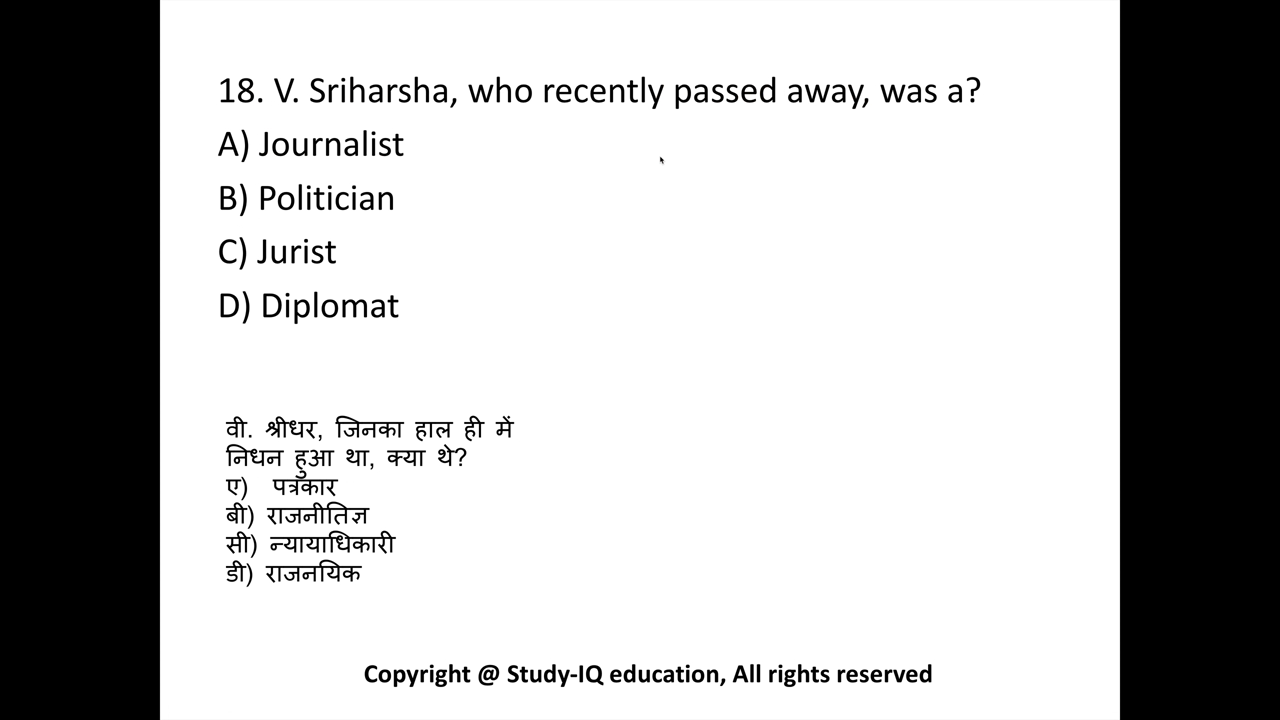 18. V. Sriharsha, who recently passed away, was a?
A) Journalist
B) Politician
C) Jurist
D) Diplomat
वी. श्रीधर, जिनका हाल ही में
निधन हुआ था, क्या थे?
ए) पत्रकार
बी) राजनीतिज्ञ
सी) न्यायाधिकारी
डी) राजनयिक
Copyright @ Study-IQ education, All rights reserved